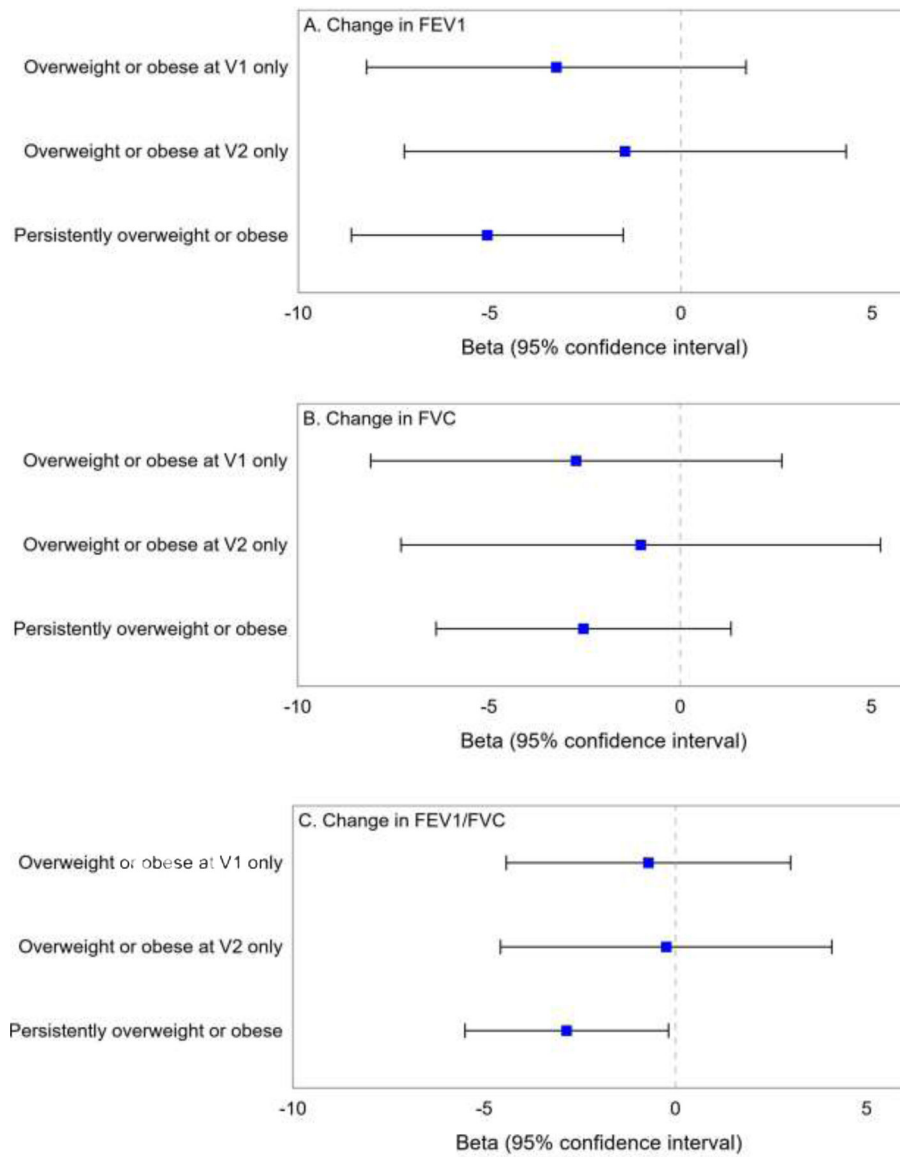 A. Change in FEV1
Overweight or obese at V1 only
Overweight or obese at V2 only
Persistently overweight or obese
-10 -5 0 5
Beta (95% confidence interval)
B. Change in FVC
Overweight or obese at V1 only
Overweight or obese at V2 only
Persistently overweight or obese
-10 -5 0 5
Beta (95% confidence interval)
C. Change in FEV1/FVC
Overweight or obese at V1 only
Overweight or obese at V2 only
Persistently overweight or obese
-10 -5 0 5
Beta (95% confidence interval)